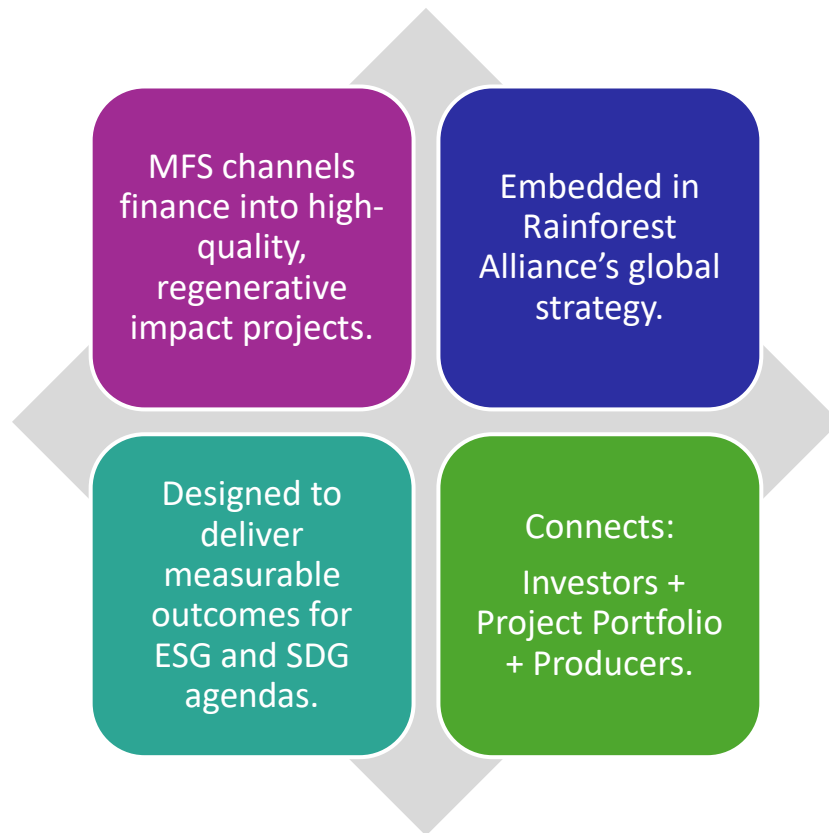 MFS channels
finance into high-
quality,
regenerative
impact projects.
Embedded in
Rainforest
Alliance’s global
strategy.
Designed to
deliver
measurable
outcomes for
ESG and SDG
agendas.
Connects:
Investors +
Project Portfolio
+ Producers.